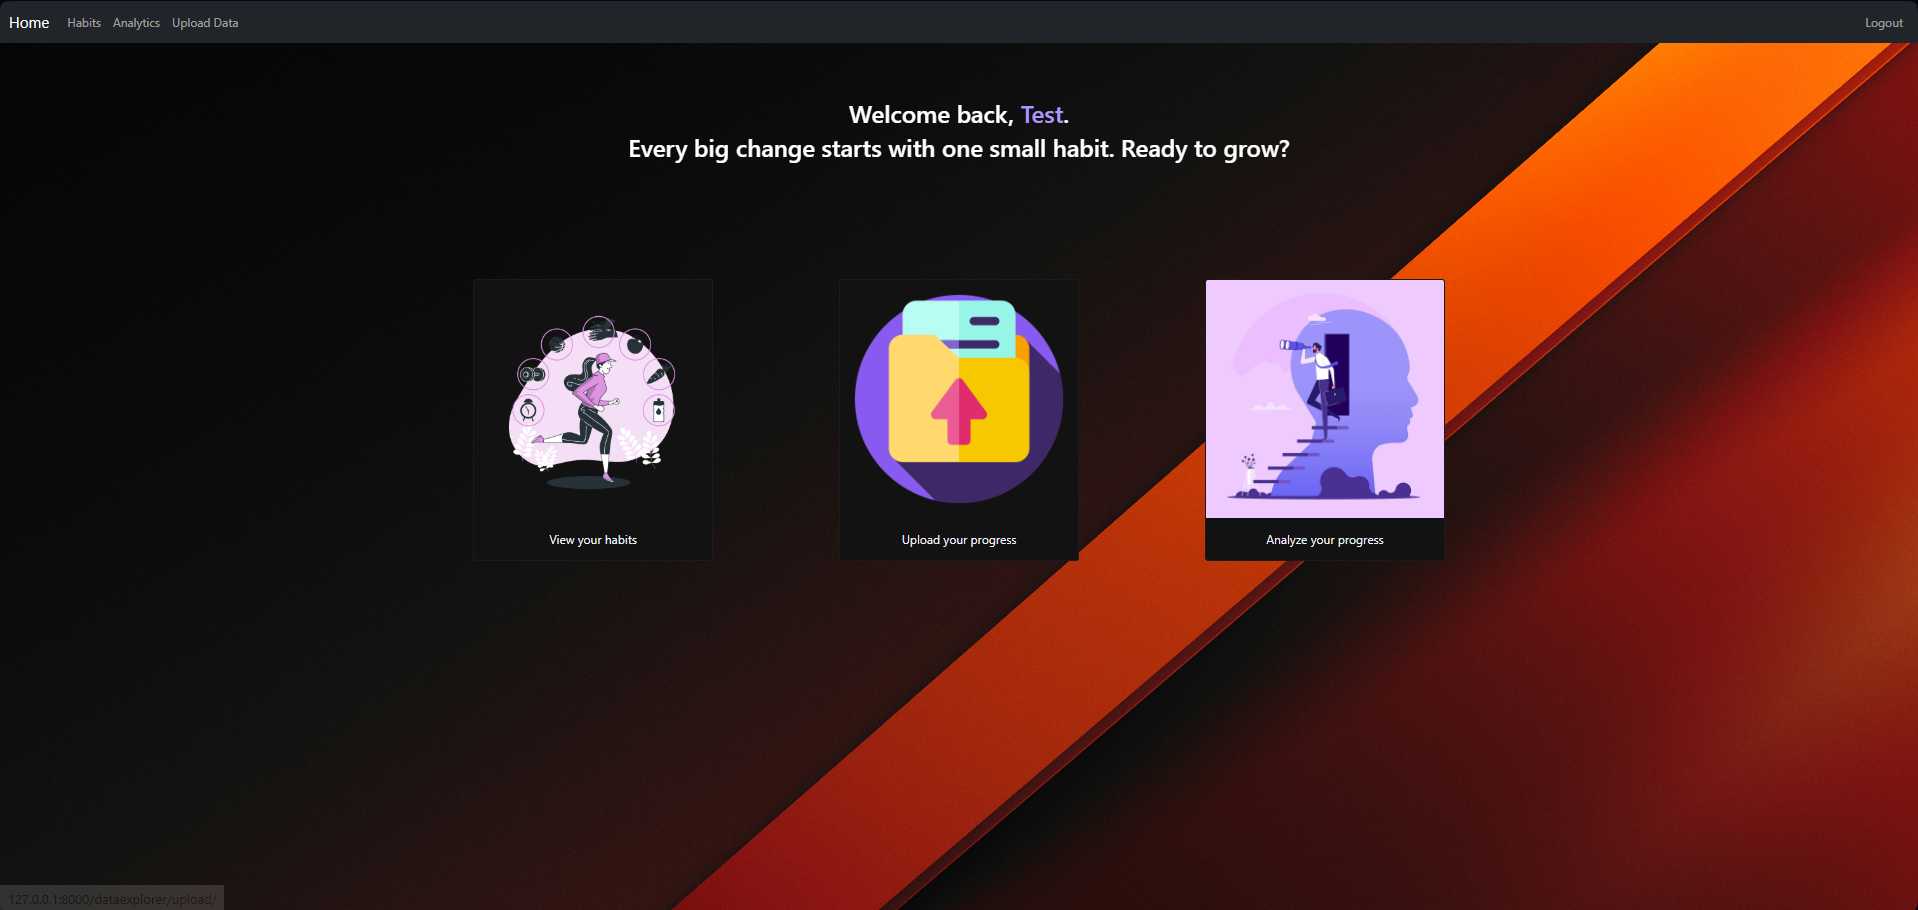 Home Habits Analytics Upload Data Logout
Welcome back, Test.
Every big change starts with one small habit. Ready to grow?
View your habits
Upload your progress
Analyze your progress
127.0.0.1:8000/dataexplorer/upload/